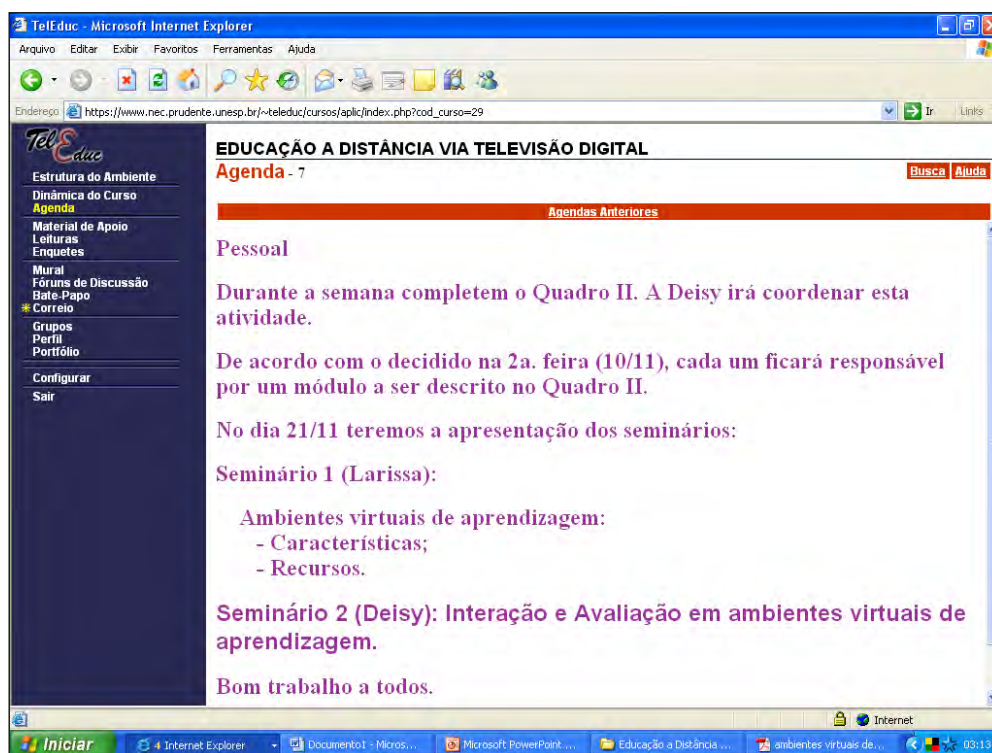 TelEduc - Microsoft Internet Explorer
Arquivo Editar Exibir Favoritos Ferramentas Ajuda
Endereço https://www.nec.prudente.unesp.br/~teleduc/cursos/aplic/index.php?cod_curso=29 Ir Links
TelEduc
Estrutura do Ambiente
Dinâmica do Curso
Agenda
Material de Apoio
Leituras
Enquetes
Mural
Fóruns de Discussão
Bate-Papo
Correio
Grupos
Perfil
Portfólio
Configurar
Sair
EDUCAÇÃO A DISTÂNCIA VIA TELEVISÃO DIGITAL
Agenda - 7
Busca Ajuda
Agendas Anteriores
Pessoal
Durante a semana completem o Quadro II. A Deisy irá coordenar esta
atividade.
De acordo com o decidido na 2a. feira (10/11), cada um ficará responsável
por um módulo a ser descrito no Quadro II.
No dia 21/11 teremos a apresentação dos seminários:
Seminário 1 (Larissa):
Ambientes virtuais de aprendizagem:
- Características;
- Recursos.
Seminário 2 (Deisy): Interação e Avaliação em ambientes virtuais de
aprendizagem.
Bom trabalho a todos.
Internet
Iniciar 4 Internet Explorer Documento1 - Micros... Microsoft PowerPoint ... Educação a Distância ... ambientes virtuais de... 03:13